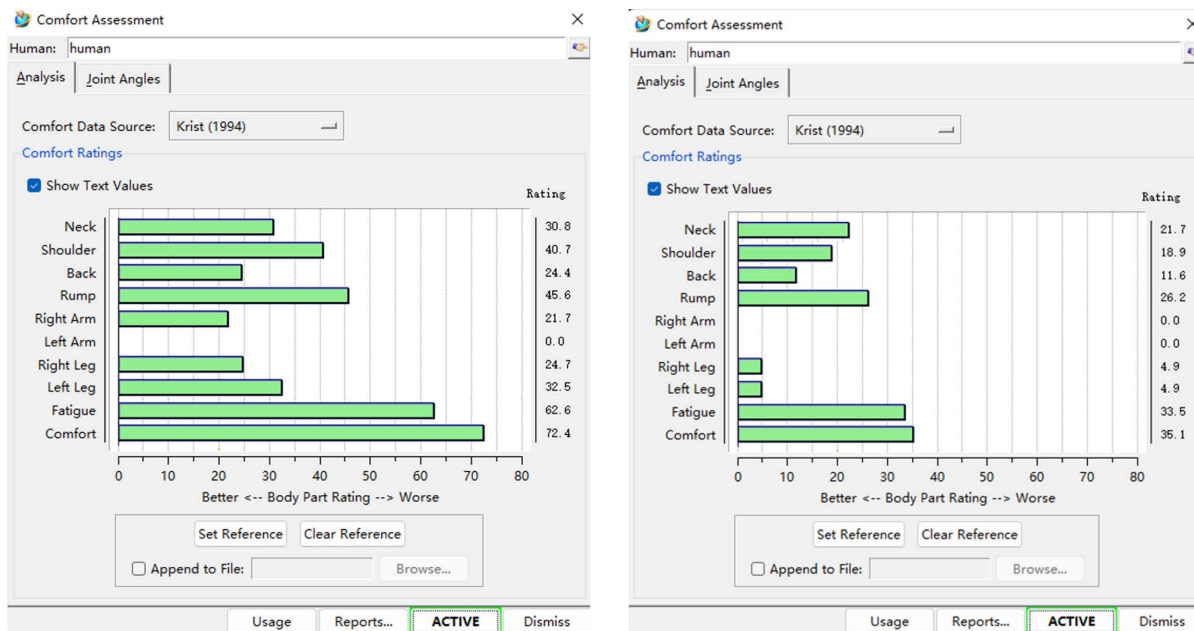 Comfort Assessment
Human: human
Analysis Joint Angles
Comfort Data Source: Krist (1994)
Comfort Ratings
Show Text Values
Rating
Neck 30.8
Shoulder 40.7
Back 24.4
Rump 45.6
Right Arm 21.7
Left Arm 0.0
Right Leg 24.7
Left Leg 32.5
Fatigue 62.6
Comfort 72.4
0 10 20 30 40 50 60 70 80
Better <-- Body Part Rating --> Worse
Set Reference Clear Reference
Append to File: Browse...
Usage Reports... ACTIVE Dismiss
Comfort Assessment
Human: human
Analysis Joint Angles
Comfort Data Source: Krist (1994)
Comfort Ratings
Show Text Values
Rating
Neck 21.7
Shoulder 18.9
Back 11.6
Rump 26.2
Right Arm 0.0
Left Arm 0.0
Right Leg 4.9
Left Leg 4.9
Fatigue 33.5
Comfort 35.1
0 10 20 30 40 50 60 70 80
Better <-- Body Part Rating --> Worse
Set Reference Clear Reference
Append to File: Browse...
Usage Reports... ACTIVE Dismiss